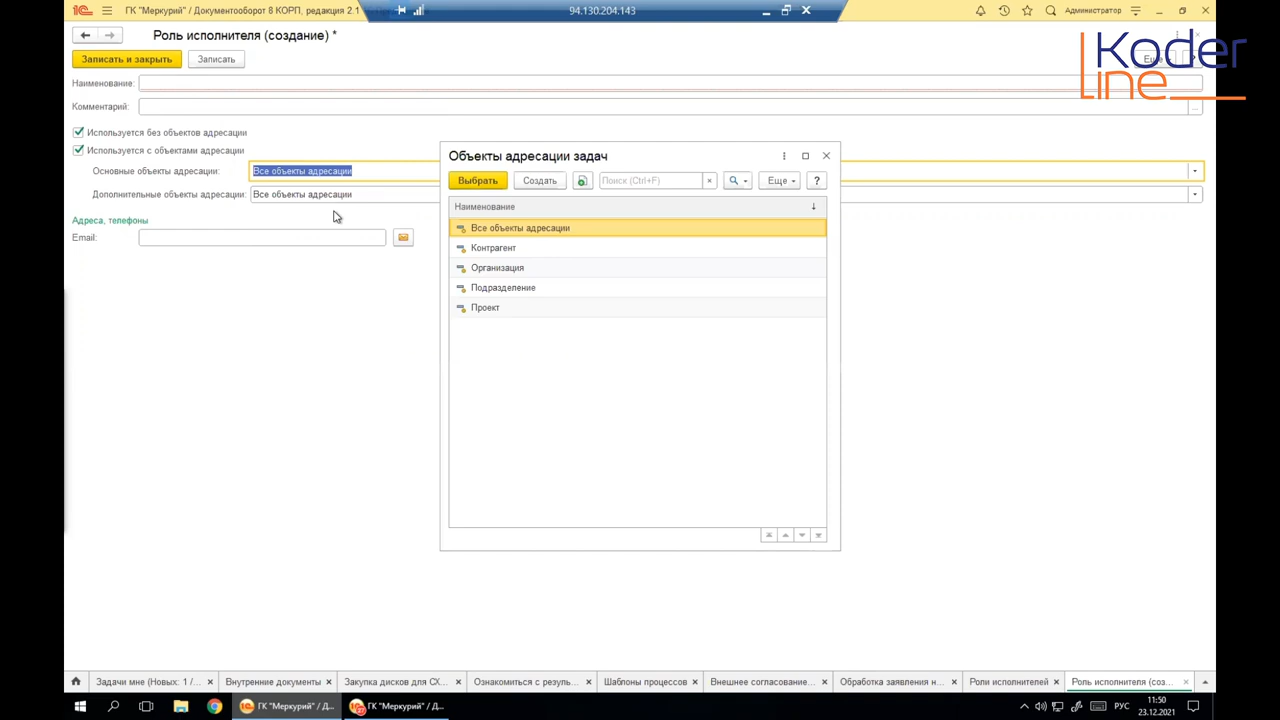 ГК "Меркурий" / Документооборот 8 КОРП, редакция 2.1
94.130.204.143
Администратор
Роль исполнителя (создание) *
Koder
Line
Записать и закрыть
Записать
Наименование:
Комментарий:
Используется без объектов адресации
Используется с объектами адресации
Основные объекты адресации:
Все объекты адресации
Дополнительные объекты адресации:
Все объекты адресации
Адреса, телефоны
Email:
Объекты адресации задач
Выбрать
Создать
Поиск (Ctrl+F)
Еще
?
Наименование
Все объекты адресации
Контрагент
Организация
Подразделение
Проект
Задачи мне (Новых: 1 /...
Внутренние документы
Закупка дисков для СХ...
Ознакомиться с резуль...
Шаблоны процессов
Внешнее согласование...
Обработка заявления н...
Роли исполнителей
Роль исполнителя (соз...
ГК "Меркурий" / Д...
ГК "Меркурий" / Д...
РУС
11:50
23.12.2021